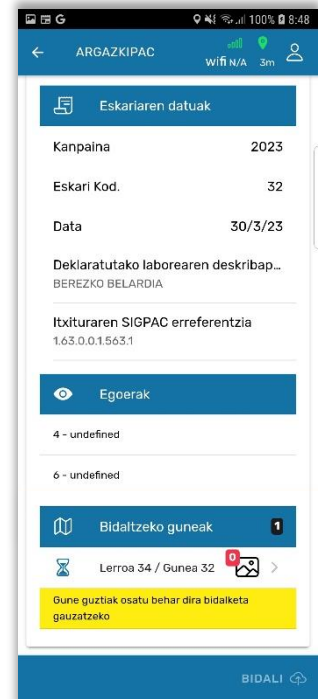 G 100% 8:48
ARGAZKIPAC Wifi N/A 3m
Eskariaren datuak
Kanpaina 2023
Eskari Kod. 32
Data 30/3/23
Deklaratutako laborearen deskribap...
BEREZKO BELARDIA
Itxituraren SIGPAC erreferentzia
1.63.0.0.1.563.1
Egoerak
4 - undefined
6 - undefined
Bidaltzeko guneak 1
Lerroa 34 / Gunea 32 0
Gune guztiak osatu behar dira bidalketa
gauzatzeko
BIDALI